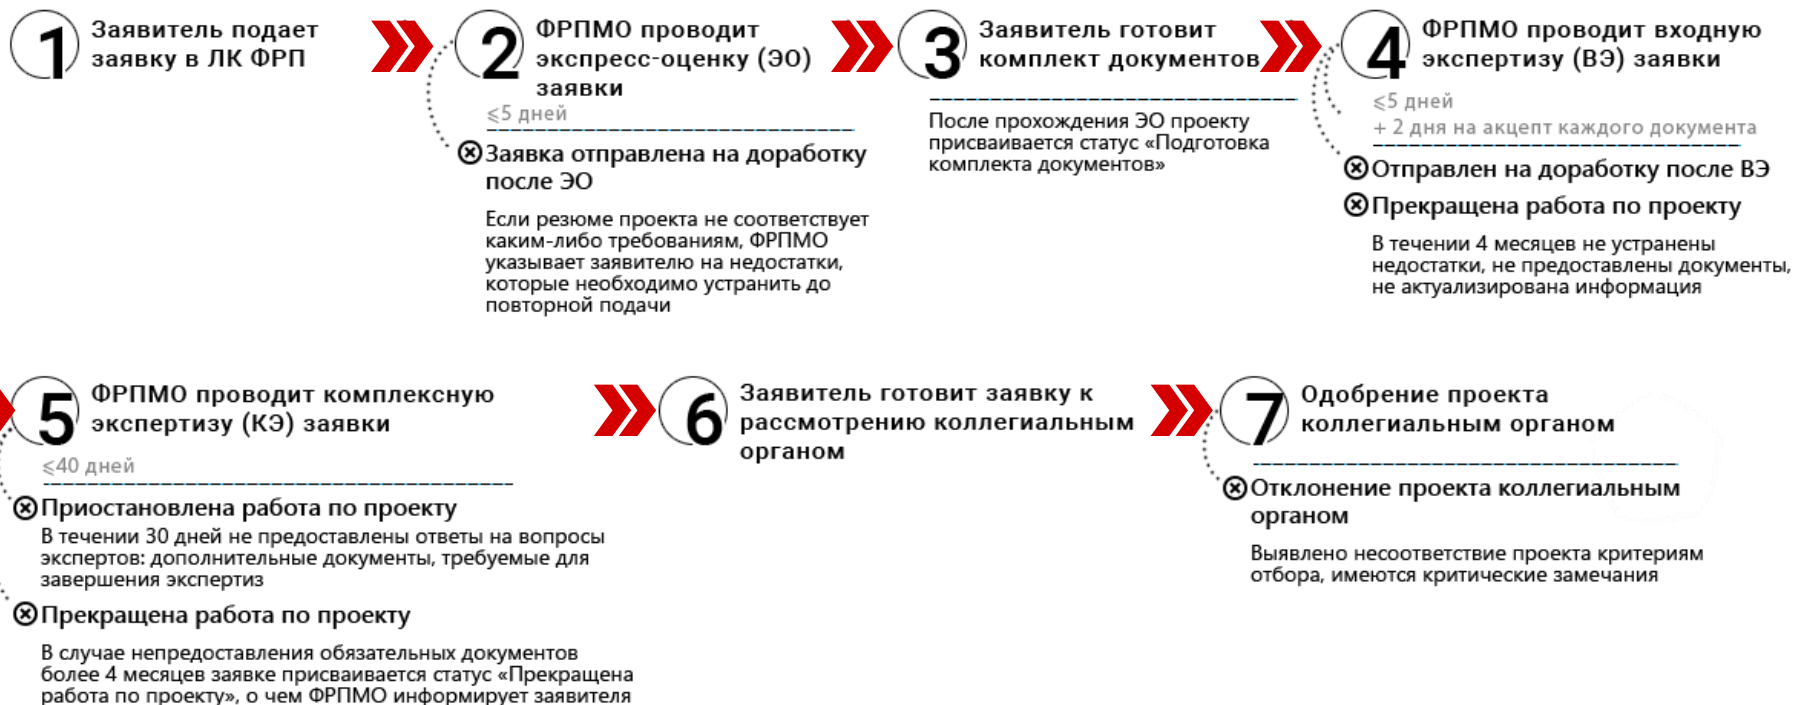 1
Заявитель подает
заявку в ЛК ФРП
2
ФРПМО проводит
экспресс-оценку (ЭО)
заявки
⩽5 дней
Заявка отправлена на доработку
после ЭО
Если резюме проекта не соответствует
каким-либо требованиям, ФРПМО
указывает заявителю на недостатки,
которые необходимо устранить до
повторной подачи
3
Заявитель готовит
комплект документов
После прохождения ЭО проекту
присваивается статус «Подготовка
комплекта документов»
4
ФРПМО проводит входную
экспертизу (ВЭ) заявки
⩽5 дней
+ 2 дня на акцепт каждого документа
Отправлен на доработку после ВЭ
Прекращена работа по проекту
В течении 4 месяцев не устранены
недостатки, не предоставлены документы,
не актуализирована информация
5
ФРПМО проводит комплексную
экспертизу (КЭ) заявки
⩽40 дней
Приостановлена работа по проекту
В течении 30 дней не предоставлены ответы на вопросы
экспертов: дополнительные документы, требуемые для
завершения экспертиз
Прекращена работа по проекту
В случае непредоставления обязательных документов
более 4 месяцев заявке присваивается статус «Прекращена
работа по проекту», о чем ФРПМО информирует заявителя
6
Заявитель готовит заявку к
рассмотрению коллегиальным
органом
7
Одобрение проекта
коллегиальным органом
Отклонение проекта коллегиальным
органом
Выявлено несоответствие проекта критериям
отбора, имеются критические замечания